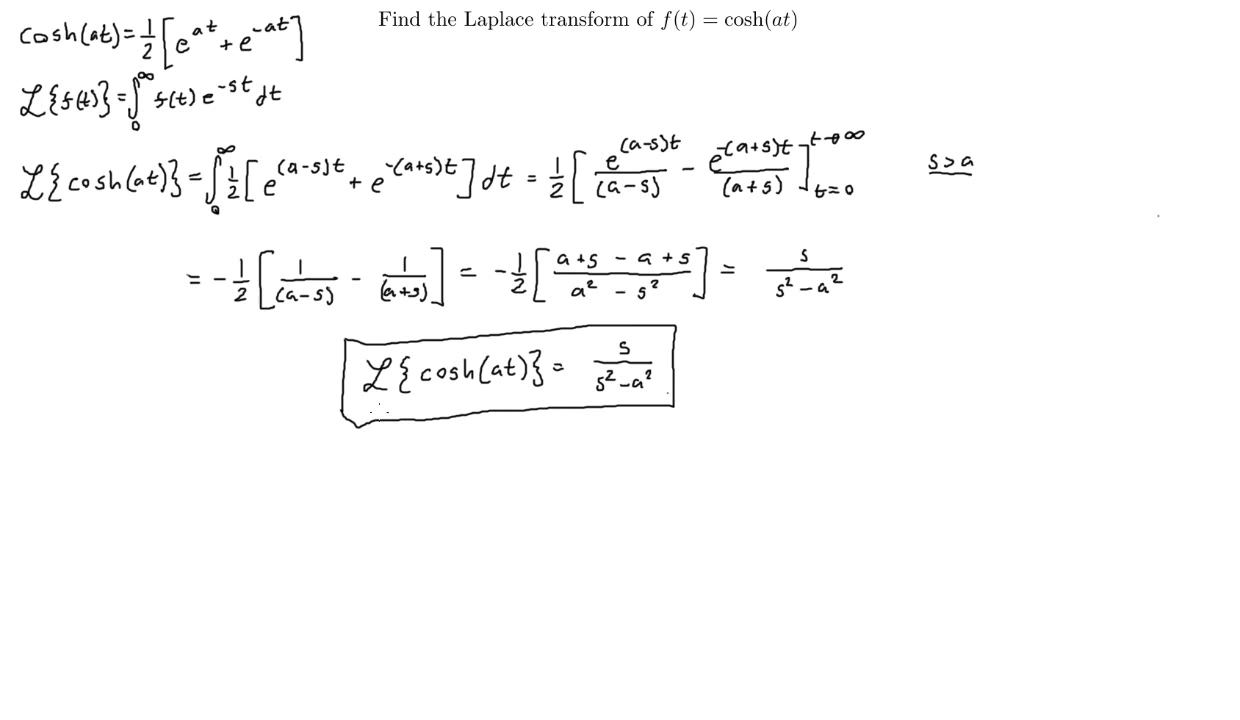 Find the Laplace transform of f(t) = cosh(at)
cosh(at) = 1/2 [e^{at} + e^{-at}]
ℒ{f(t)} = ∫_0^∞ f(t) e^{-st} dt
ℒ{cosh(at)} = ∫_0^∞ 1/2 [e^{(a-s)t} + e^{-(a+s)t}] dt = 1/2 [e^{(a-s)t}/(a-s) - e^{-(a+s)t}/(a+s)]_{t=0}^{t→∞} s>a
= -1/2 [1/(a-s) - 1/(a+s)] = -1/2 [(a+s - a+s)/(a² - s²)] = s/(s² - a²)
ℒ{cosh(at)} = s/(s² - a²)